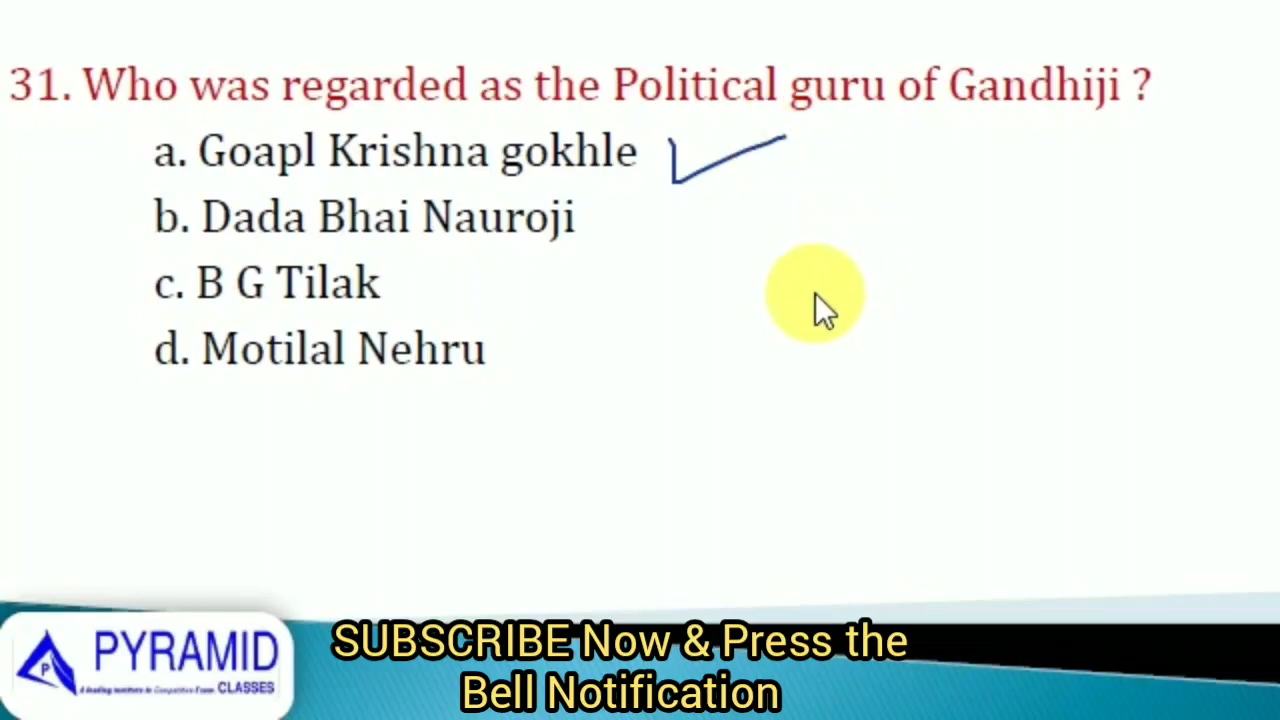 31. Who was regarded as the Political guru of Gandhiji ?
a. Goapl Krishna gokhle
b. Dada Bhai Nauroji
c. B G Tilak
d. Motilal Nehru
P
PYRAMID
A leading institute in Competitive Exam CLASSES
SUBSCRIBE Now & Press the
Bell Notification